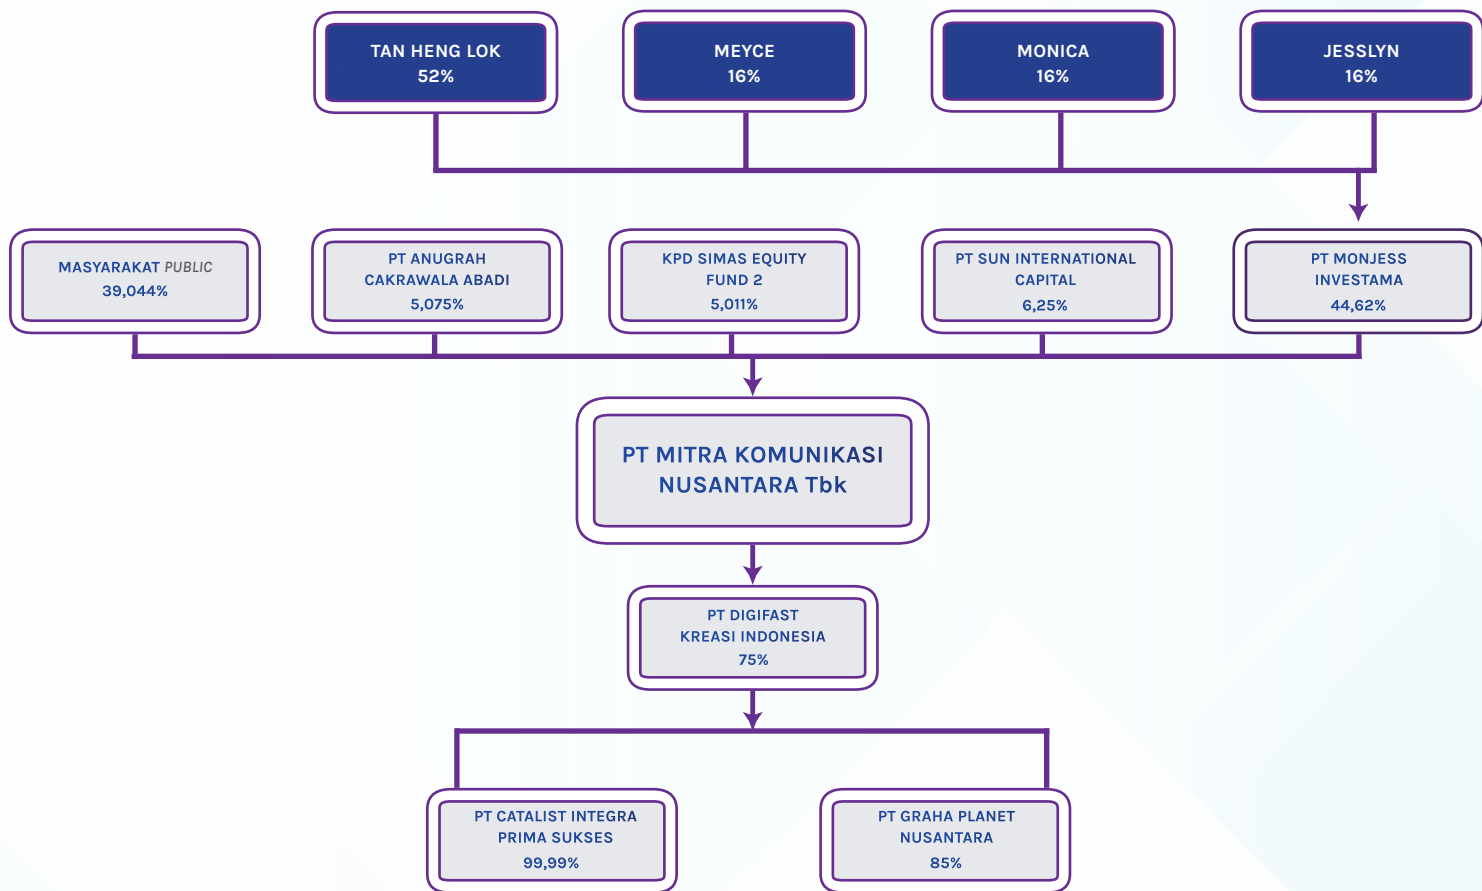 TAN HENG LOK
52%
MEYCE
16%
MONICA
16%
JESSLYN
16%
MASYARAKAT PUBLIC
39,044%
PT ANUGRAH
CAKRAWALA ABADI
5,075%
KPD SIMAS EQUITY
FUND 2
5,011%
PT SUN INTERNATIONAL
CAPITAL
6,25%
PT MONJESS
INVESTAMA
44,62%
PT MITRA KOMUNIKASI
NUSANTARA Tbk
PT DIGIFAST
KREASI INDONESIA
75%
PT CATALIST INTEGRA
PRIMA SUKSES
99,99%
PT GRAHA PLANET
NUSANTARA
85%